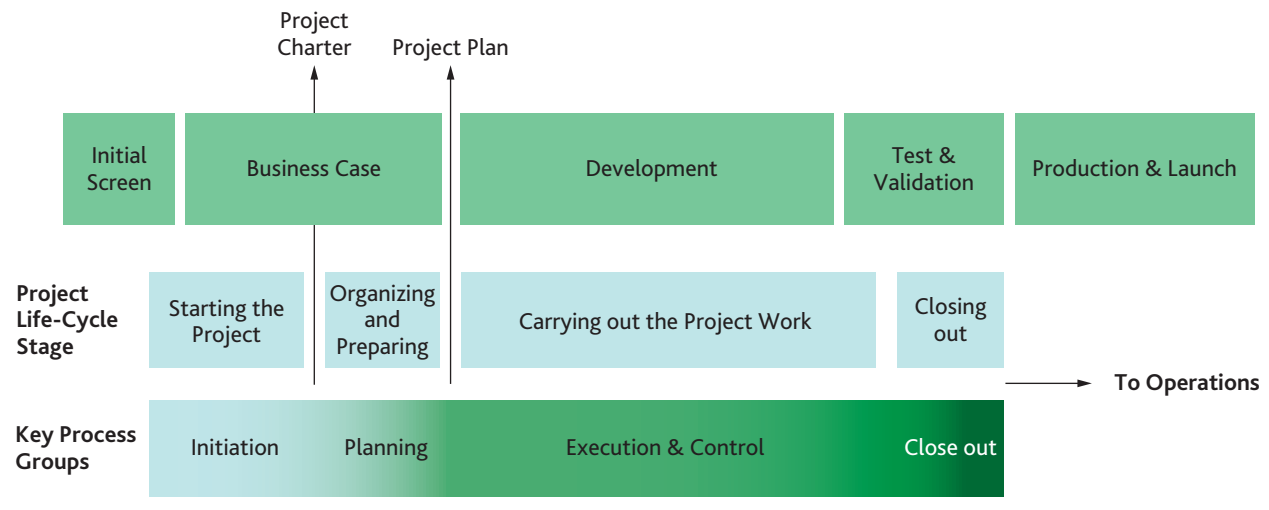 Project
Charter
Project Plan
Initial
Screen
Business Case
Development
Test &
Validation
Production & Launch
Project
Life-Cycle
Stage
Starting the
Project
Organizing
and
Preparing
Carrying out the Project Work
Closing
out
To Operations
Key Process
Groups
Initiation
Planning
Execution & Control
Close out